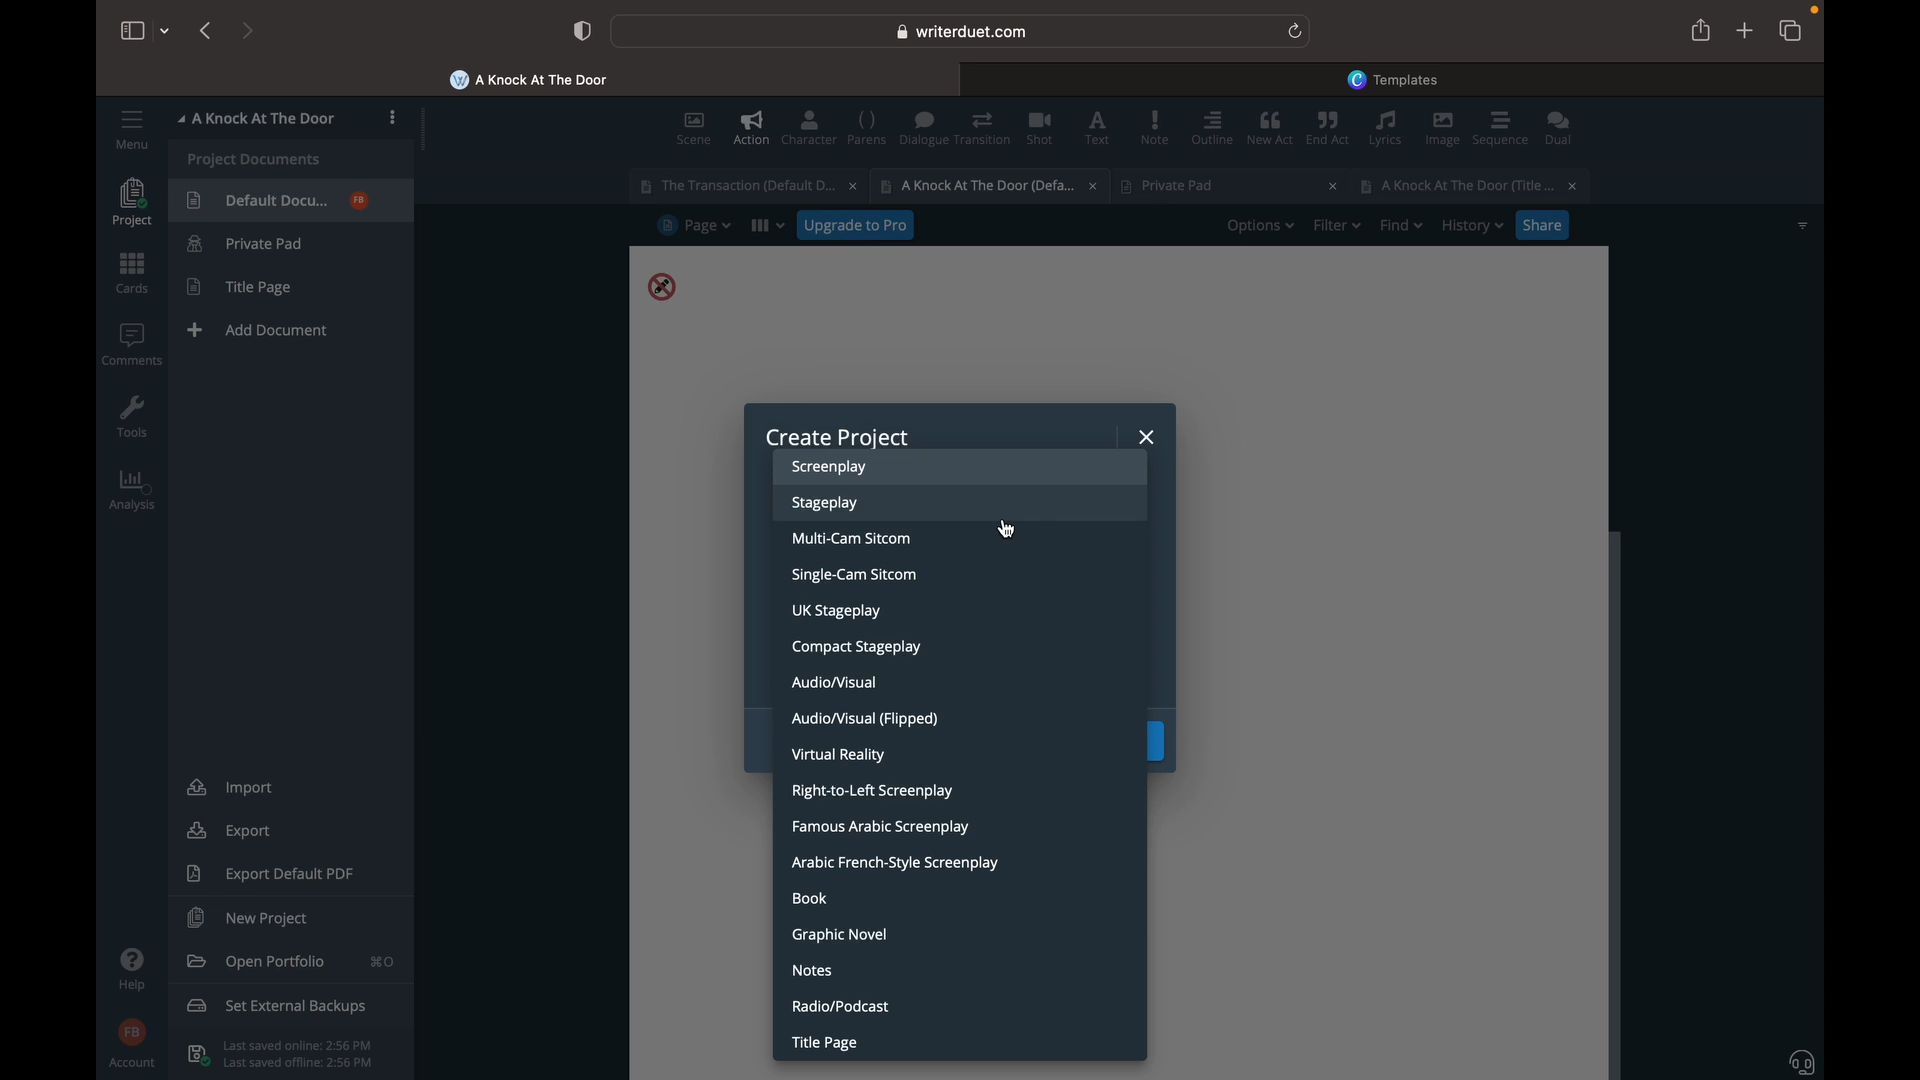 writerduet.com
A Knock At The Door
Templates
Menu
A Knock At The Door
Scene
Action
Character
Parens
Dialogue
Transition
Shot
Text
Note
Outline
New Act
End Act
Lyrics
Image
Sequence
Dual
Project Documents
The Transaction (Default D...
A Knock At The Door (Defa...
Private Pad
A Knock At The Door (Title ...
Project
Default Docu...
FB
Page
Upgrade to Pro
Options
Filter
Find
History
Share
Private Pad
Cards
Title Page
Add Document
Comments
Tools
Analysis
Create Project
Screenplay
Stageplay
Multi-Cam Sitcom
Single-Cam Sitcom
UK Stageplay
Compact Stageplay
Audio/Visual
Audio/Visual (Flipped)
Virtual Reality
Right-to-Left Screenplay
Famous Arabic Screenplay
Arabic French-Style Screenplay
Book
Graphic Novel
Notes
Radio/Podcast
Title Page
Import
Export
Export Default PDF
New Project
Open Portfolio ⌘O
Help
Set External Backups
FB
Account
Last saved online: 2:56 PM
Last saved offline: 2:56 PM